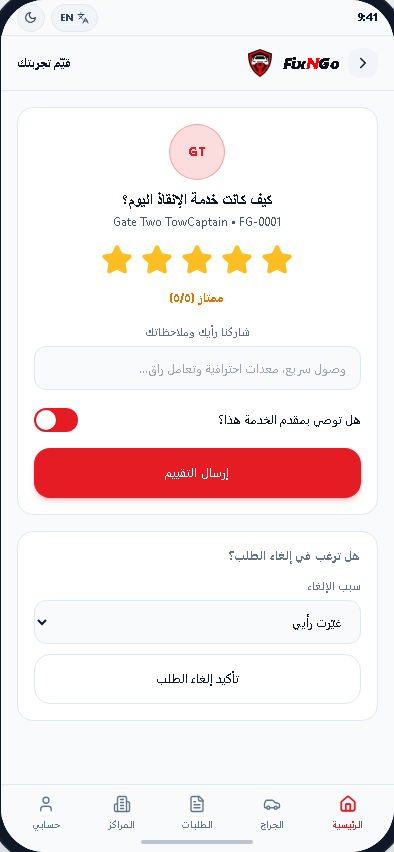 9:41
EN
FixNGo
قيّم تجربتك
GT
كيف كانت خدمة الإنقاذ اليوم؟
Gate Two TowCaptain • FG-0001
ممتاز (5/5)
شاركنا رأيك وملاحظاتك
وصول سريع، معدات احترافية وتعامل راقٍ...
هل توصي بمقدم الخدمة هذا؟
إرسال التقييم
هل ترغب في إلغاء الطلب؟
سبب الإلغاء
غيّرت رأيي
تأكيد إلغاء الطلب
الرئيسية
الجراج
الطلبات
المراكز
حسابي